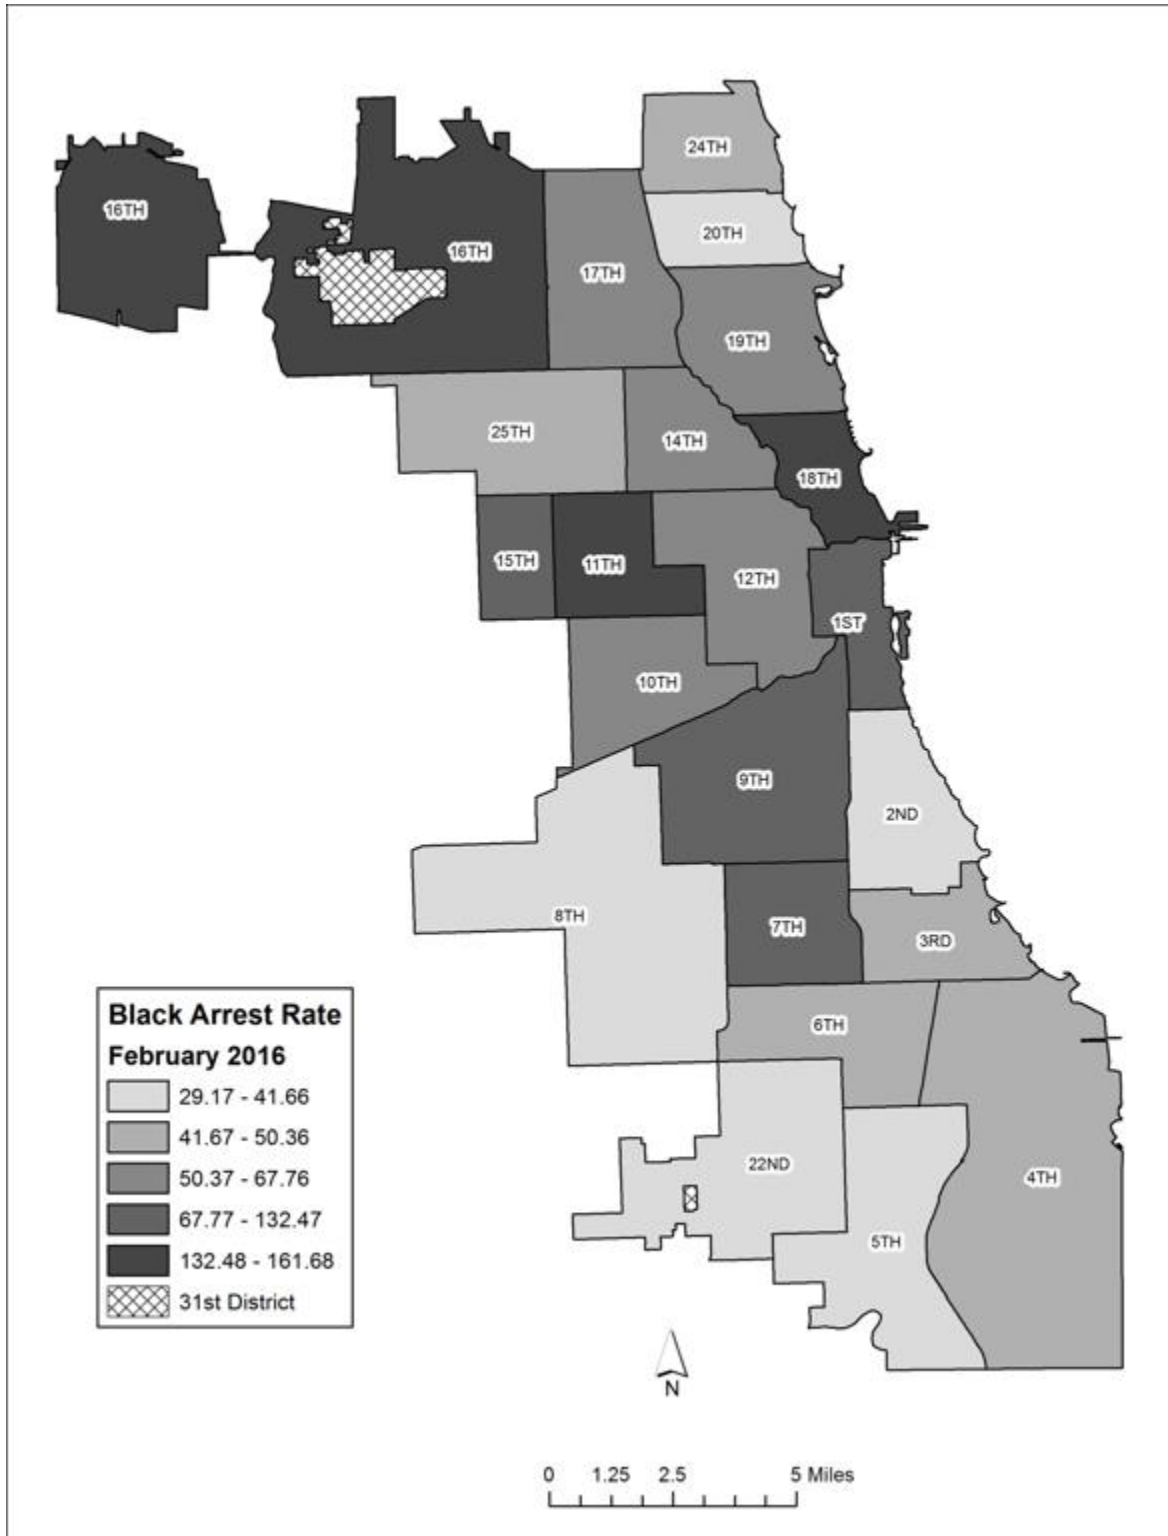 24TH
16TH
20TH
16TH
17TH
19TH
25TH
14TH
18TH
15TH
11TH
12TH
1ST
10TH
9TH
2ND
8TH
7TH
3RD
6TH
22ND
4TH
5TH
Black Arrest Rate
February 2016
29.17 - 41.66
41.67 - 50.36
50.37 - 67.76
67.77 - 132.47
132.48 - 161.68
31st District
N
0 1.25 2.5 5 Miles